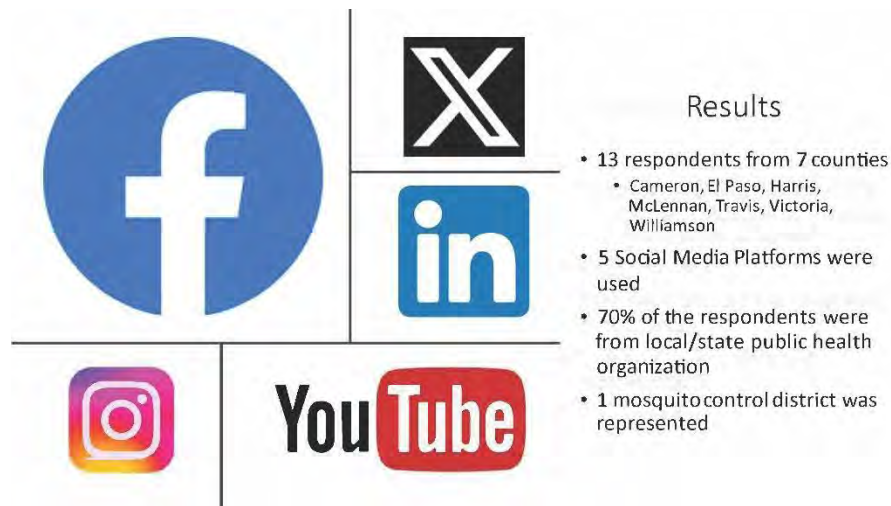 Results
• 13 respondents from 7 counties
• Cameron, El Paso, Harris,
McLennan, Travis, Victoria,
Williamson
• 5 Social Media Platforms were
used
• 70% of the respondents were
from local/state public health
organization
• 1 mosquito control district was
represented
f
X
in
YouTube